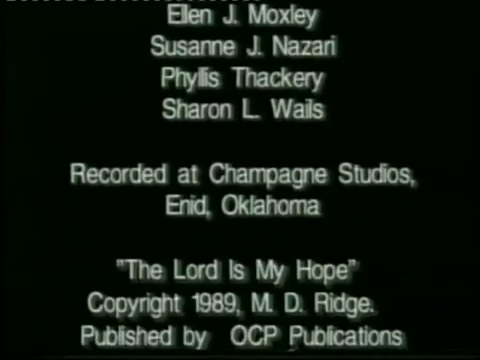 Ellen J. Moxley
Susanne J. Nazari
Phyllis Thackery
Sharon L. Wails
Recorded at Champagne Studios,
Enid, Oklahoma
"The Lord Is My Hope"
Copyright 1989, M. D. Ridge.
Published by OCP Publications